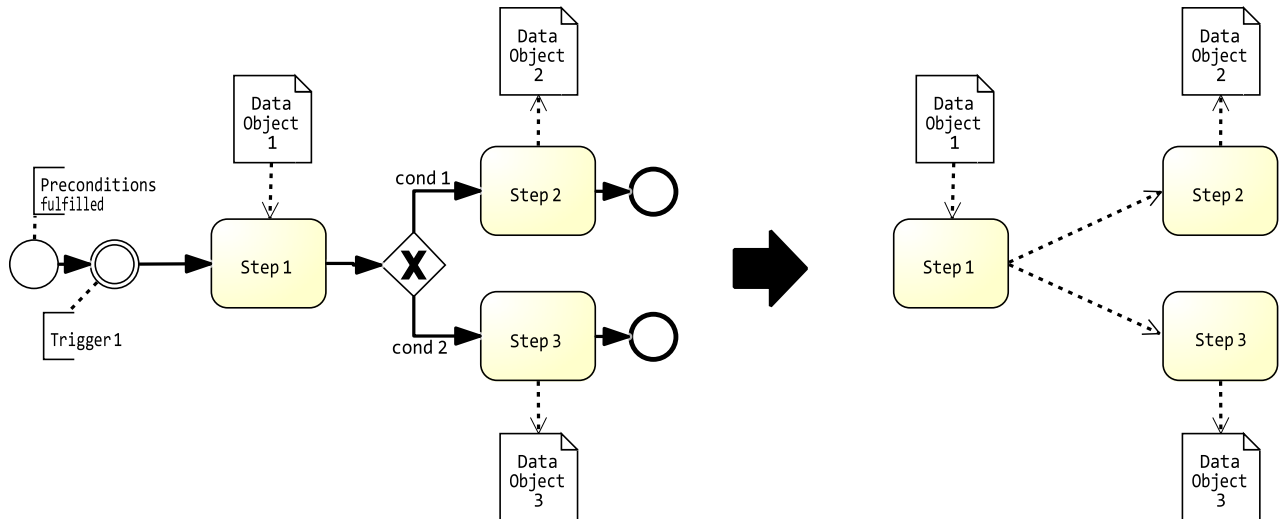 Data
Object
2
Data
Object
1
Preconditions
fulfilled
cond 1
Step 2
Step 1
X
Trigger 1
cond 2
Step 3
Data
Object
3
Data
Object
2
Data
Object
1
Step 2
Step 1
Step 3
Data
Object
3